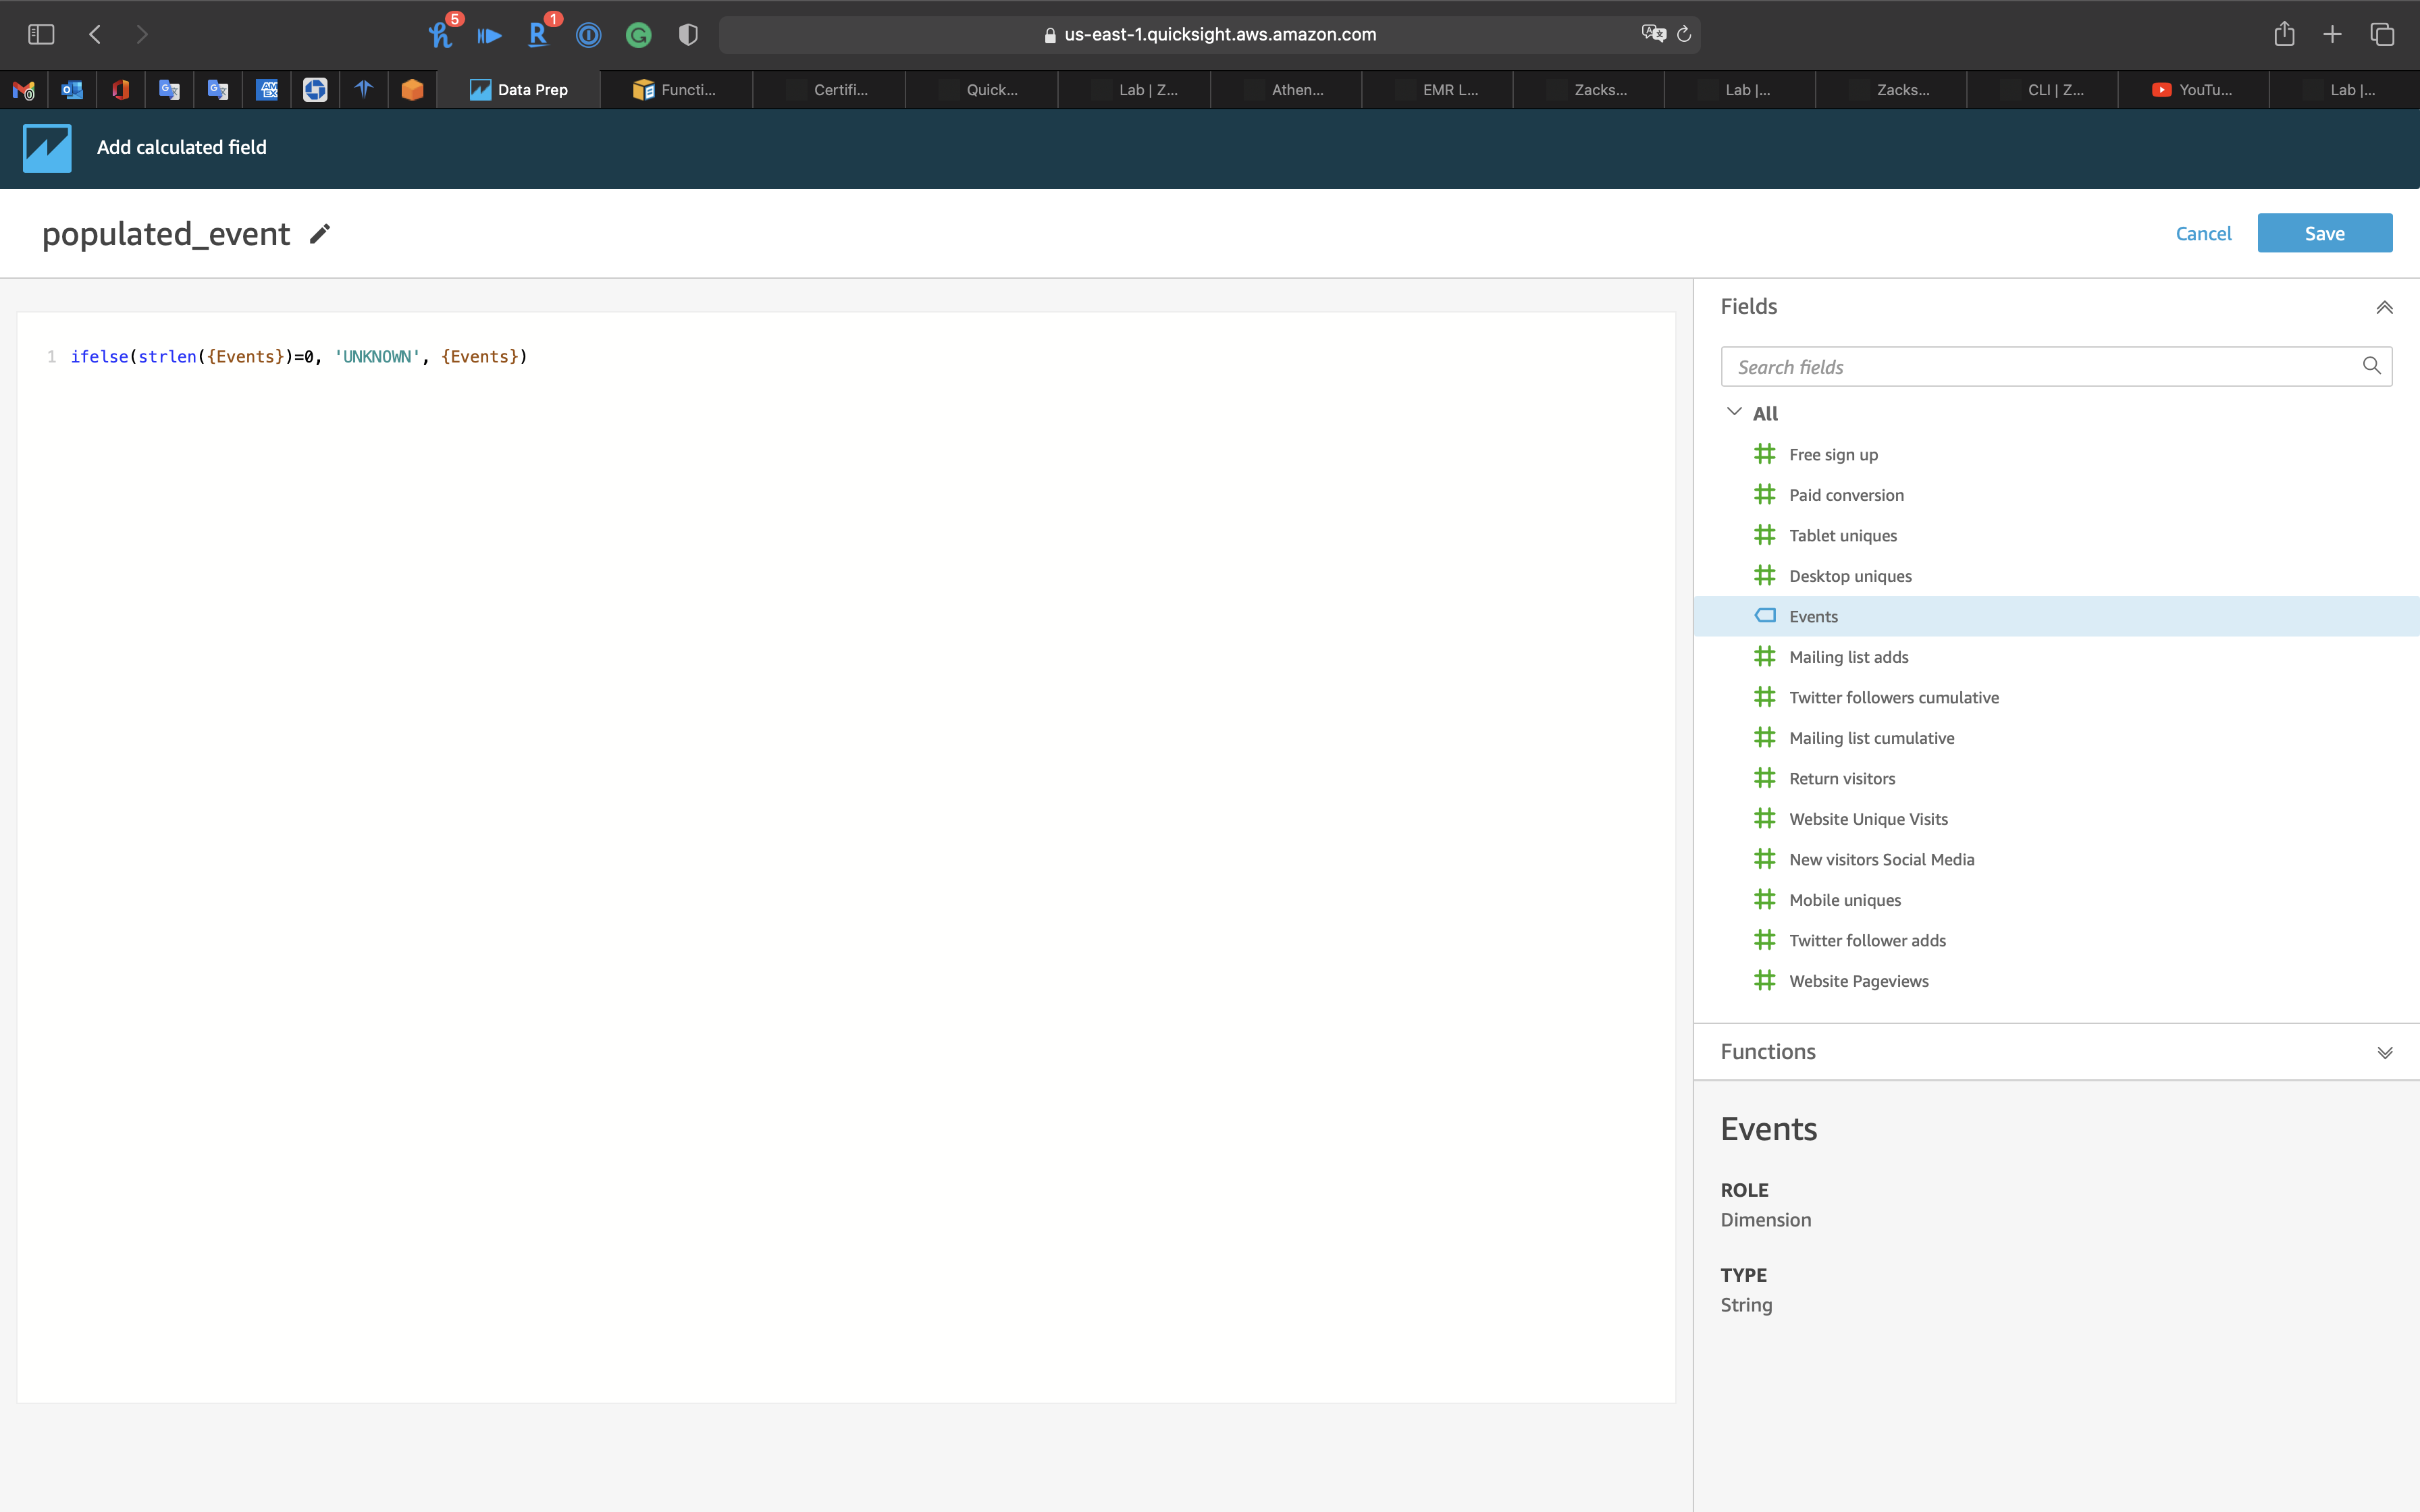 5
1
us-east-1.quicksight.aws.amazon.com
Data Prep
Functi...
Certifi...
Quick...
Lab | Z...
Athen...
EMR L...
Zacks...
Lab |...
Zacks...
CLI | Z...
YouTu...
Lab |...
Add calculated field
populated_event
Cancel
Save
1 ifelse(strlen({Events})=0, 'UNKNOWN', {Events})
Fields
Search fields
All
Free sign up
Paid conversion
Tablet uniques
Desktop uniques
Events
Mailing list adds
Twitter followers cumulative
Mailing list cumulative
Return visitors
Website Unique Visits
New visitors Social Media
Mobile uniques
Twitter follower adds
Website Pageviews
Functions
Events
ROLE
Dimension
TYPE
String